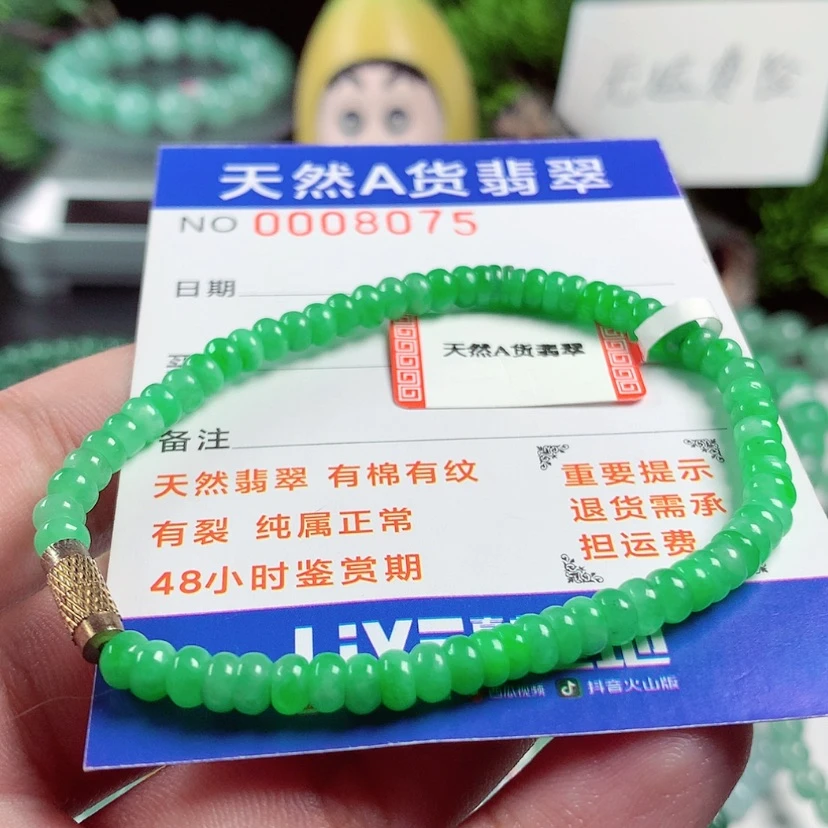 天然A货翡翠
NO 0008075
日期
天然A货翡翠
备注
天然翡翠 有棉有纹
有裂 纯属正常
48小时鉴赏期
重要提示
退货需承
担运费
抖音火山版